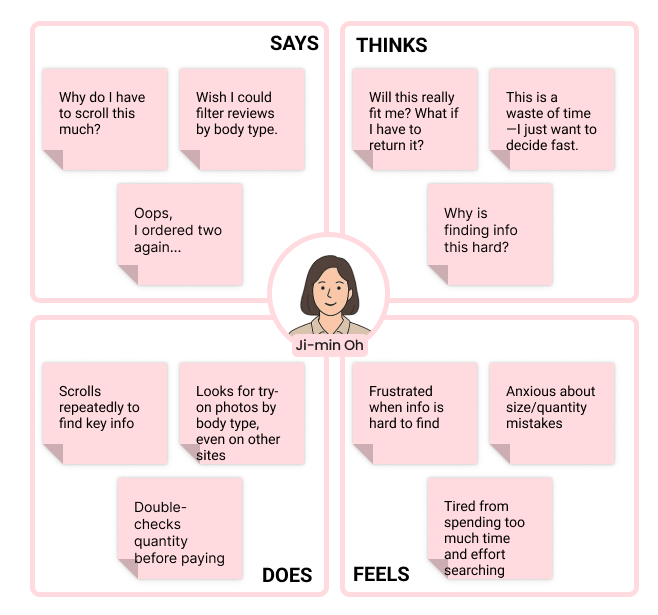 SAYS
Why do I have
to scroll this
much?
Wish I could
filter reviews
by body type.
Oops,
I ordered two
again...
THINKS
Will this really
fit me? What if
I have to
return it?
This is a
waste of time
—I just want to
decide fast.
Why is
finding info
this hard?
Ji-min Oh
Scrolls
repeatedly to
find key info
Looks for try-
on photos by
body type,
even on other
sites
Double-
checks
quantity
before paying
DOES
Frustrated
when info is
hard to find
Anxious about
size/quantity
mistakes
Tired from
spending too
much time
and effort
searching
FEELS